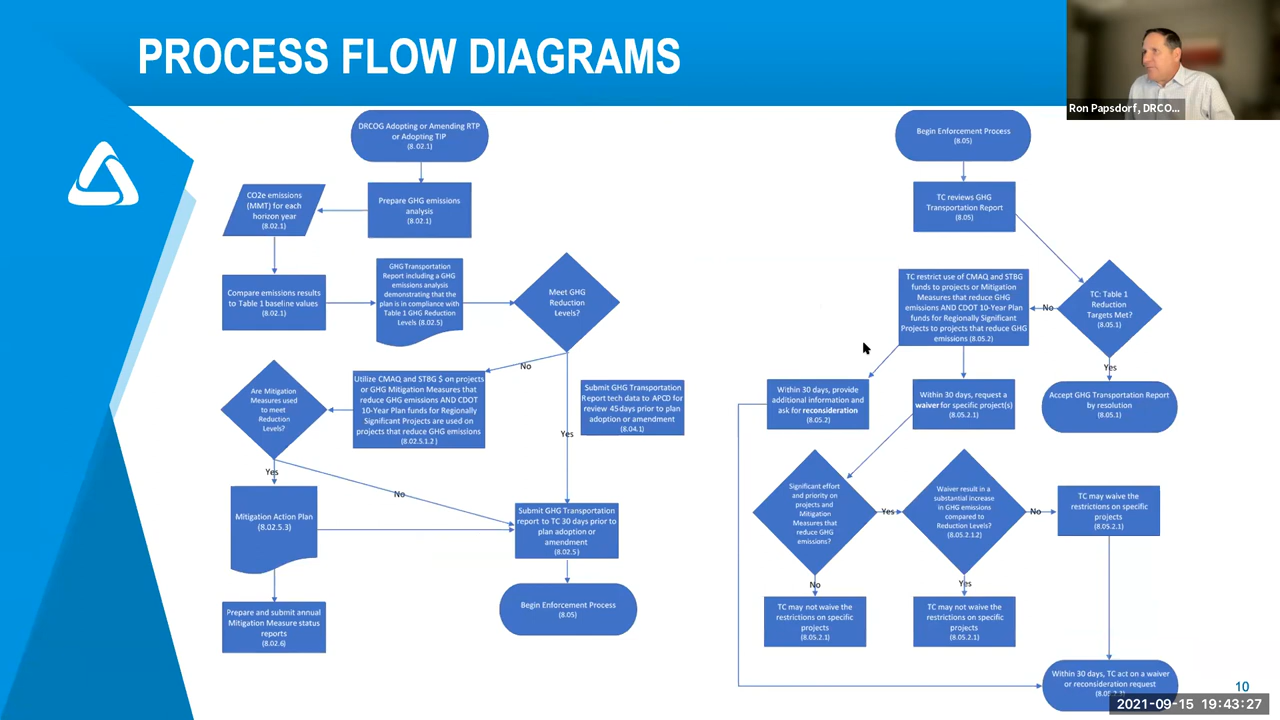 PROCESS FLOW DIAGRAMS
Ron Papsdorf, DRCO...
DRCOG Adopting or Amending RTP
or Adopting TIP
(8.02.1)
CO2e emissions
(MMT) for each
horizon year
(8.02.1)
Prepare GHG emissions
analysis
(8.02.1)
Compare emissions results
to Table 1 baseline values
(8.02.1)
GHG Transportation
Report including a GHG
emissions analysis
demonstrating that the
plan is in compliance with
Table 1 GHG Reduction
Levels (8.02.5)
Meet GHG
Reduction
Levels?
No
Yes
Are Mitigation
Measures used
to meet
Reduction
Levels?
Utilize CMAQ and STBG $ on projects
or GHG Mitigation Measures that
reduce GHG emissions AND CDOT
10-Year Plan funds for Regionally
Significant Projects are used on
projects that reduce GHG emissions
(8.02.5.1.2 )
Submit GHG Transportation
Report tech data to APCD for
review 45days prior to plan
adoption or amendment
(8.04.1)
Yes
No
Mitigation Action Plan
(8.02.5.3)
Submit GHG Transportation
report to TC 30 days prior to
plan adoption or
amendment
(8.02.5)
Prepare and submit annual
Mitigation Measure status
reports
(8.02.6)
Begin Enforcement Process
(8.05)
Begin Enforcement Process
(8.05)
TC reviews GHG
Transportation Report
(8.05)
TC restrict use of CMAQ and STBG
funds to projects or Mitigation
Measures that reduce GHG
emissions AND CDOT 10-Year Plan
funds for Regionally Significant
Projects to projects that reduce GHG
emissions (8.05.2)
No
TC: Table 1
Reduction
Targets Met?
(8.05.1)
Yes
Within 30 days, provide
additional information and
ask for reconsideration
(8.05.2)
Within 30 days, request a
waiver for specific project(s)
(8.05.2.1)
Accept GHG Transportation Report
by resolution
(8.05.1)
Significant effort
and priority on
projects and
Mitigation
Measures that
reduce GHG
emissions?
Yes
Waiver result in a
substantial increase
in GHG emissions
compared to
Reduction Levels?
(8.05.2.1.2)
No
TC may waive the
restrictions on specific
projects
(8.05.2.1)
No
Yes
TC may not waive the
restrictions on specific
projects
(8.05.2.1)
TC may not waive the
restrictions on specific
projects
(8.05.2.1)
Within 30 days, TC act on a waiver
or reconsideration request
10
2021-09-15 19:43:27